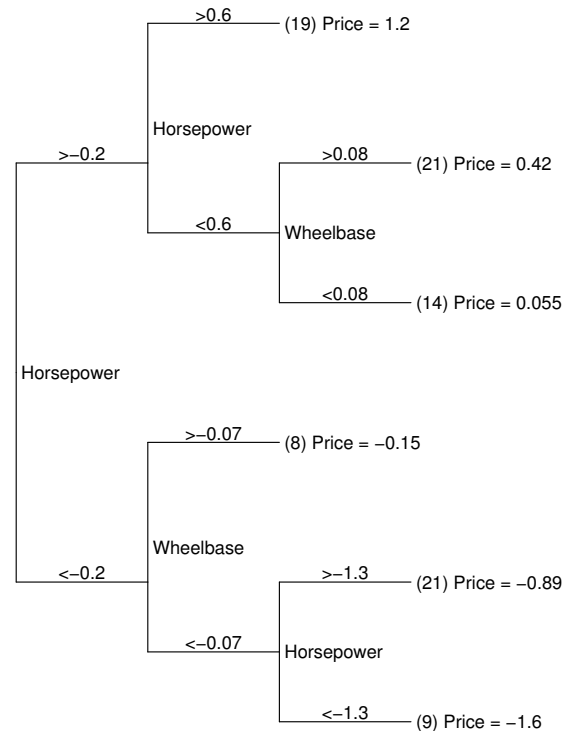 >0.6
(19) Price = 1.2
Horsepower
>−0.2
>0.08
(21) Price = 0.42
<0.6
Wheelbase
<0.08
(14) Price = 0.055
Horsepower
>−0.07
(8) Price = −0.15
Wheelbase
<−0.2
>−1.3
(21) Price = −0.89
<−0.07
Horsepower
<−1.3
(9) Price = −1.6